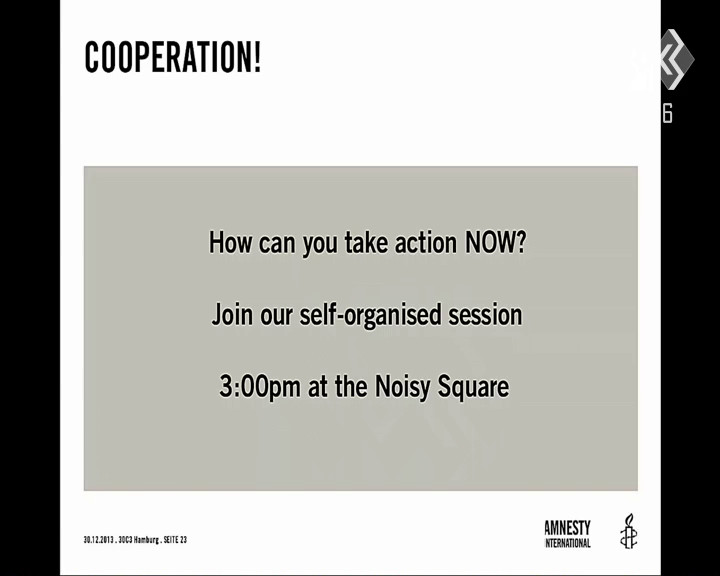 COOPERATION!
6
How can you take action NOW?
Join our self-organised session
3:00pm at the Noisy Square
30.12.2013 . 30C3 Hamburg . SEITE 23
AMNESTY
INTERNATIONAL